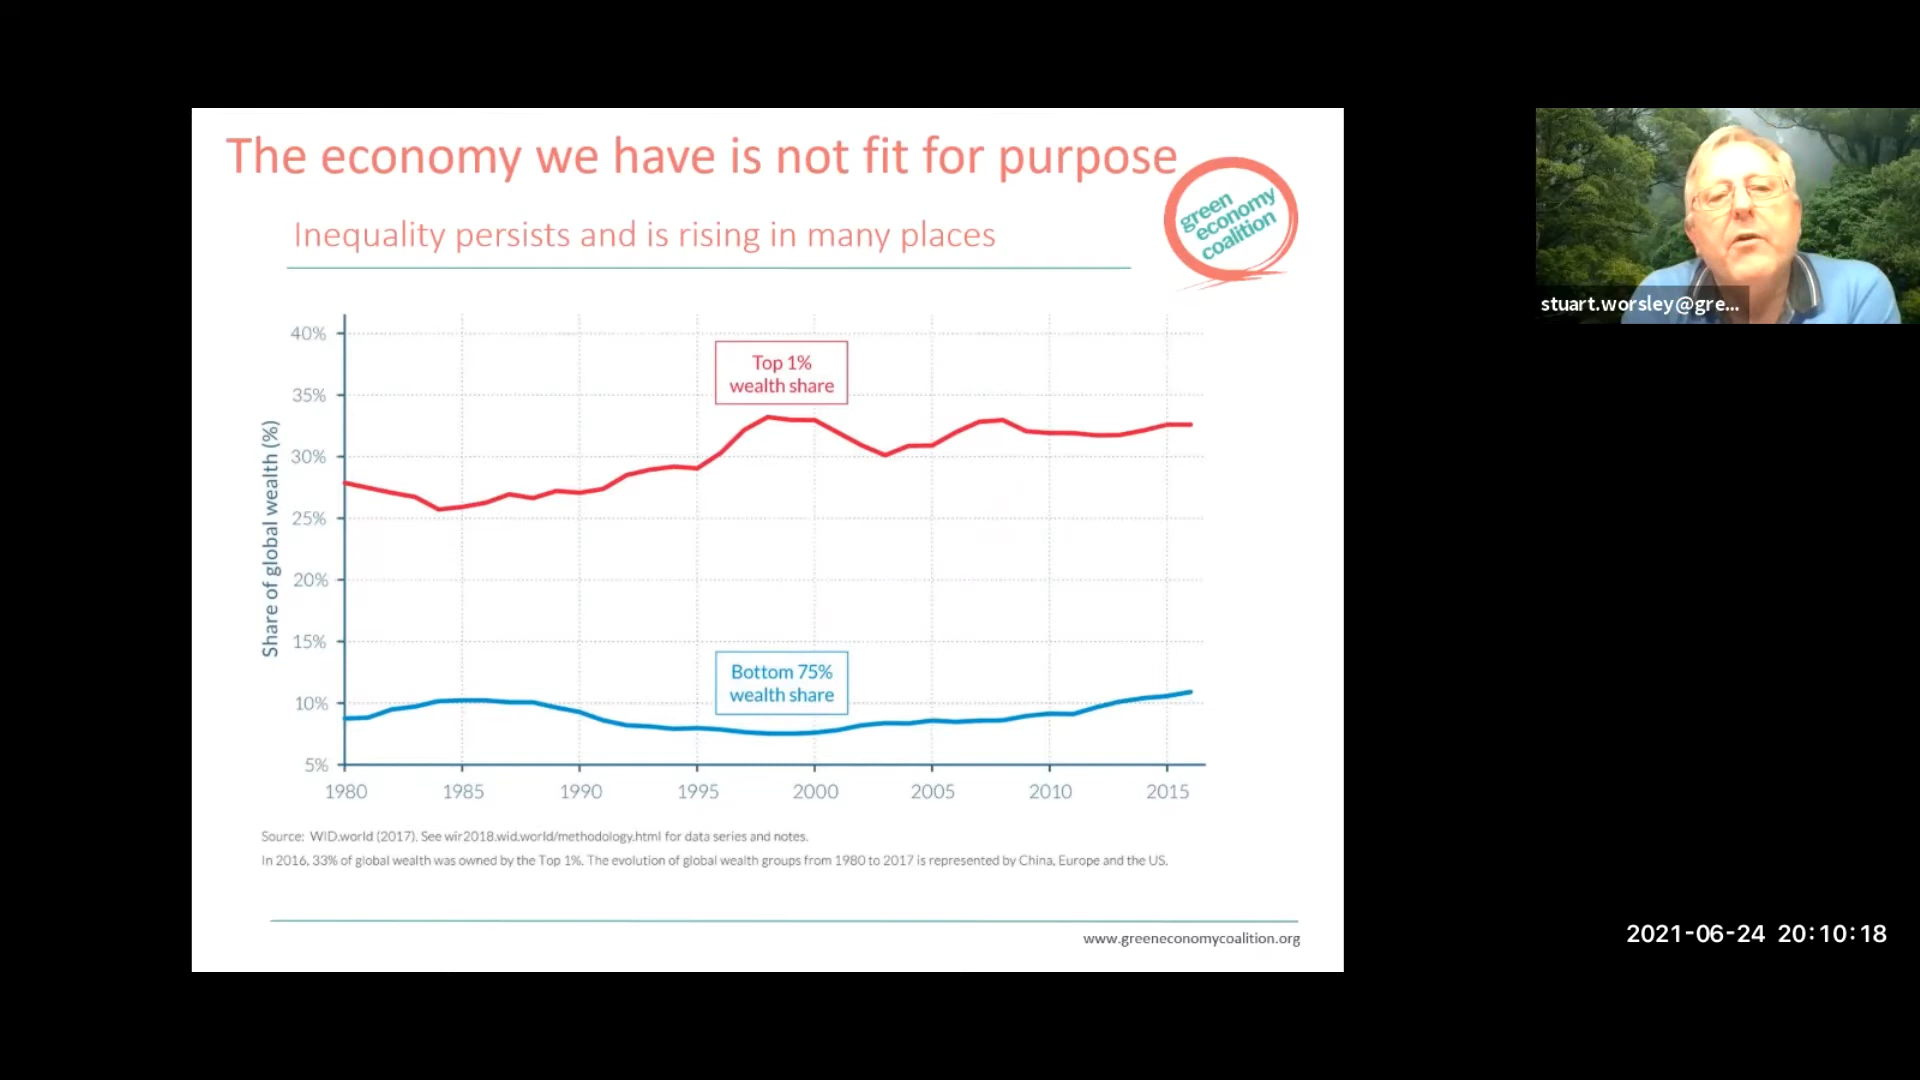 The economy we have is not fit for purpose
Inequality persists and is rising in many places
green
economy
coalition
Share of global wealth (%)
40%
35%
30%
25%
20%
15%
10%
5%
Top 1%
wealth share
Bottom 75%
wealth share
1980 1985 1990 1995 2000 2005 2010 2015
Source: WID.world (2017). See wir2018.wid.world/methodology.html for data series and notes.
In 2016, 33% of global wealth was owned by the Top 1%. The evolution of global wealth groups from 1980 to 2017 is represented by China, Europe and the US.
www.greeneconomycoalition.org
stuart.worsley@gre...
2021-06-24 20:10:18